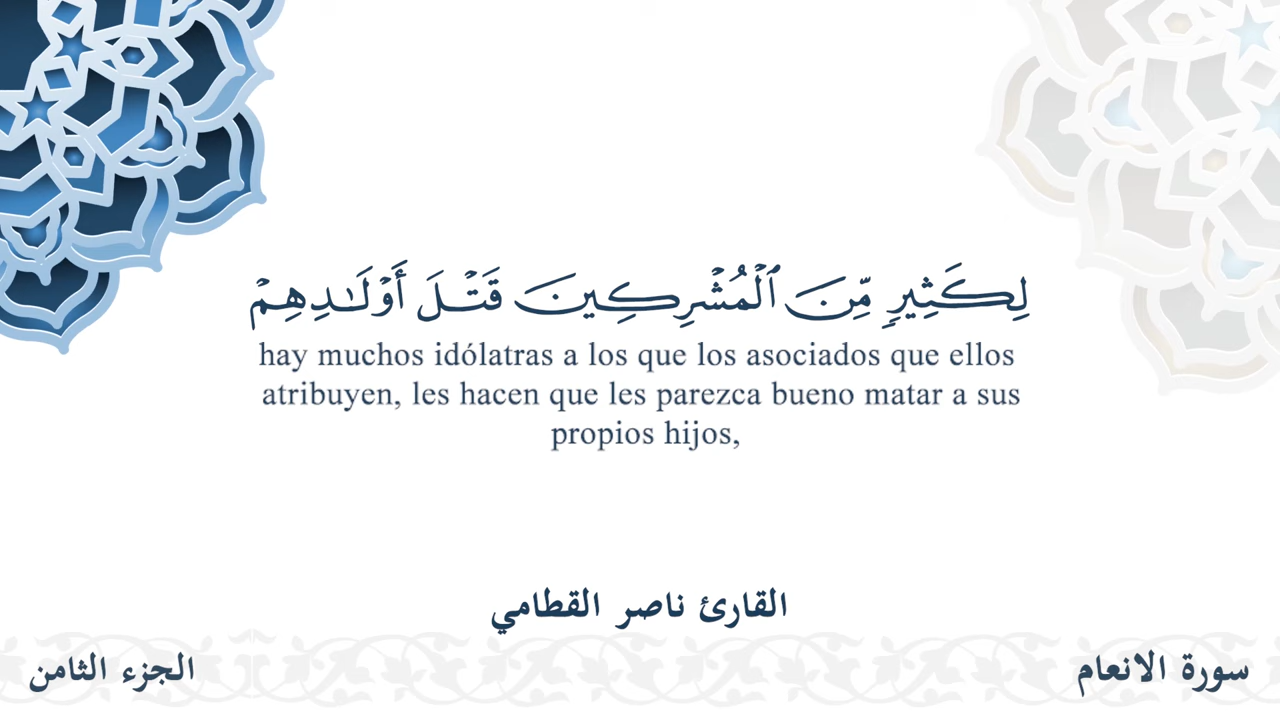 لِكَثِيرٍ مِّنَ ٱلْمُشْرِكِينَ قَتْلَ أَوْلَـٰدِهِمْ
hay muchos idólatras a los que los asociados que ellos
atribuyen, les hacen que les parezca bueno matar a sus
propios hijos,
القارئ ناصر القطامي
سورة الانعام
الجزء الثامن